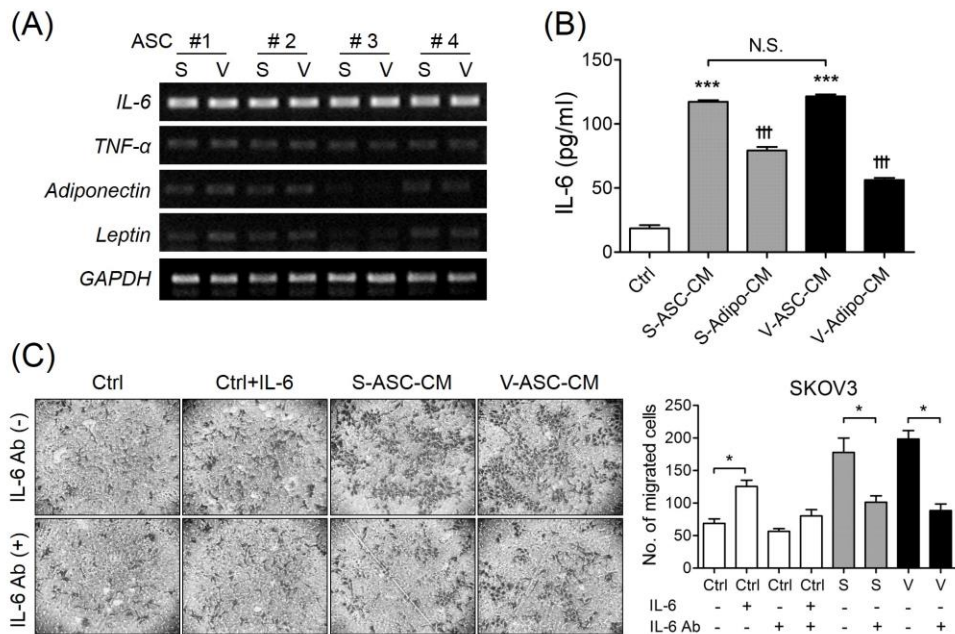 (A)
ASC #1 #2 #3 #4
S V S V S V S V
IL-6
TNF-α
Adiponectin
Leptin
GAPDH
(B)
N.S.
*** ***
ƗƗƗ ƗƗƗ
IL-6 (pg/ml)
150
100
50
0
Ctrl
S-ASC-CM
S-Adipo-CM
V-ASC-CM
V-Adipo-CM
(C)
Ctrl Ctrl+IL-6 S-ASC-CM V-ASC-CM
IL-6 Ab (-)
IL-6 Ab (+)
SKOV3
* * *
No. of migrated cells
250
200
150
100
50
0
Ctrl Ctrl Ctrl Ctrl S S V V
IL-6 - + - + - - - -
IL-6 Ab - - + + - + - +